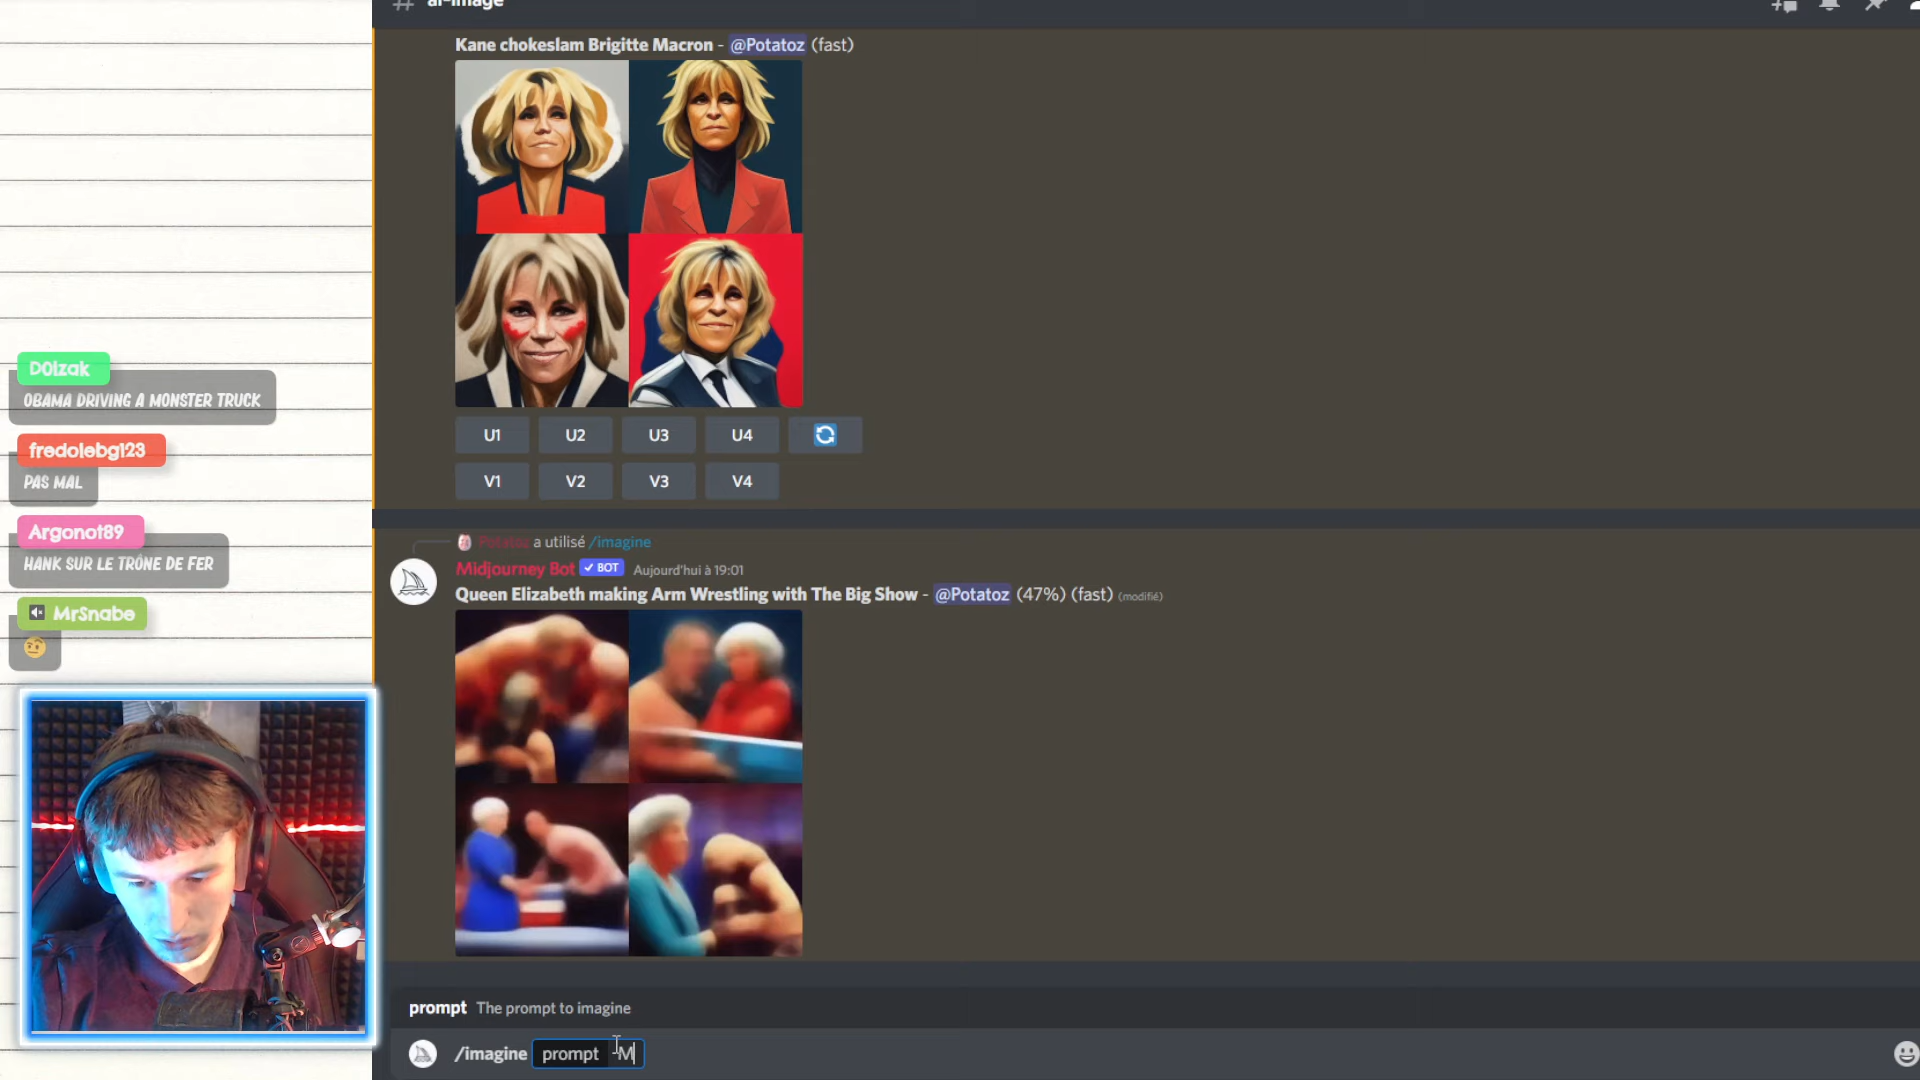 ai-image
Kane chokeslam Brigitte Macron - @Potatoz (fast)
U1 U2 U3 U4
V1 V2 V3 V4
Potatoz a utilisé /imagine
Midjourney Bot ✓ BOT Aujourd'hui à 19:01
Queen Elizabeth making Arm Wrestling with The Big Show - @Potatoz (47%) (fast) (modifié)
prompt The prompt to imagine
/imagine prompt M
D0lzak
OBAMA DRIVING A MONSTER TRUCK
fredolebg123
PAS MAL
Argonot89
HANK SUR LE TRÔNE DE FER
MrSnabe